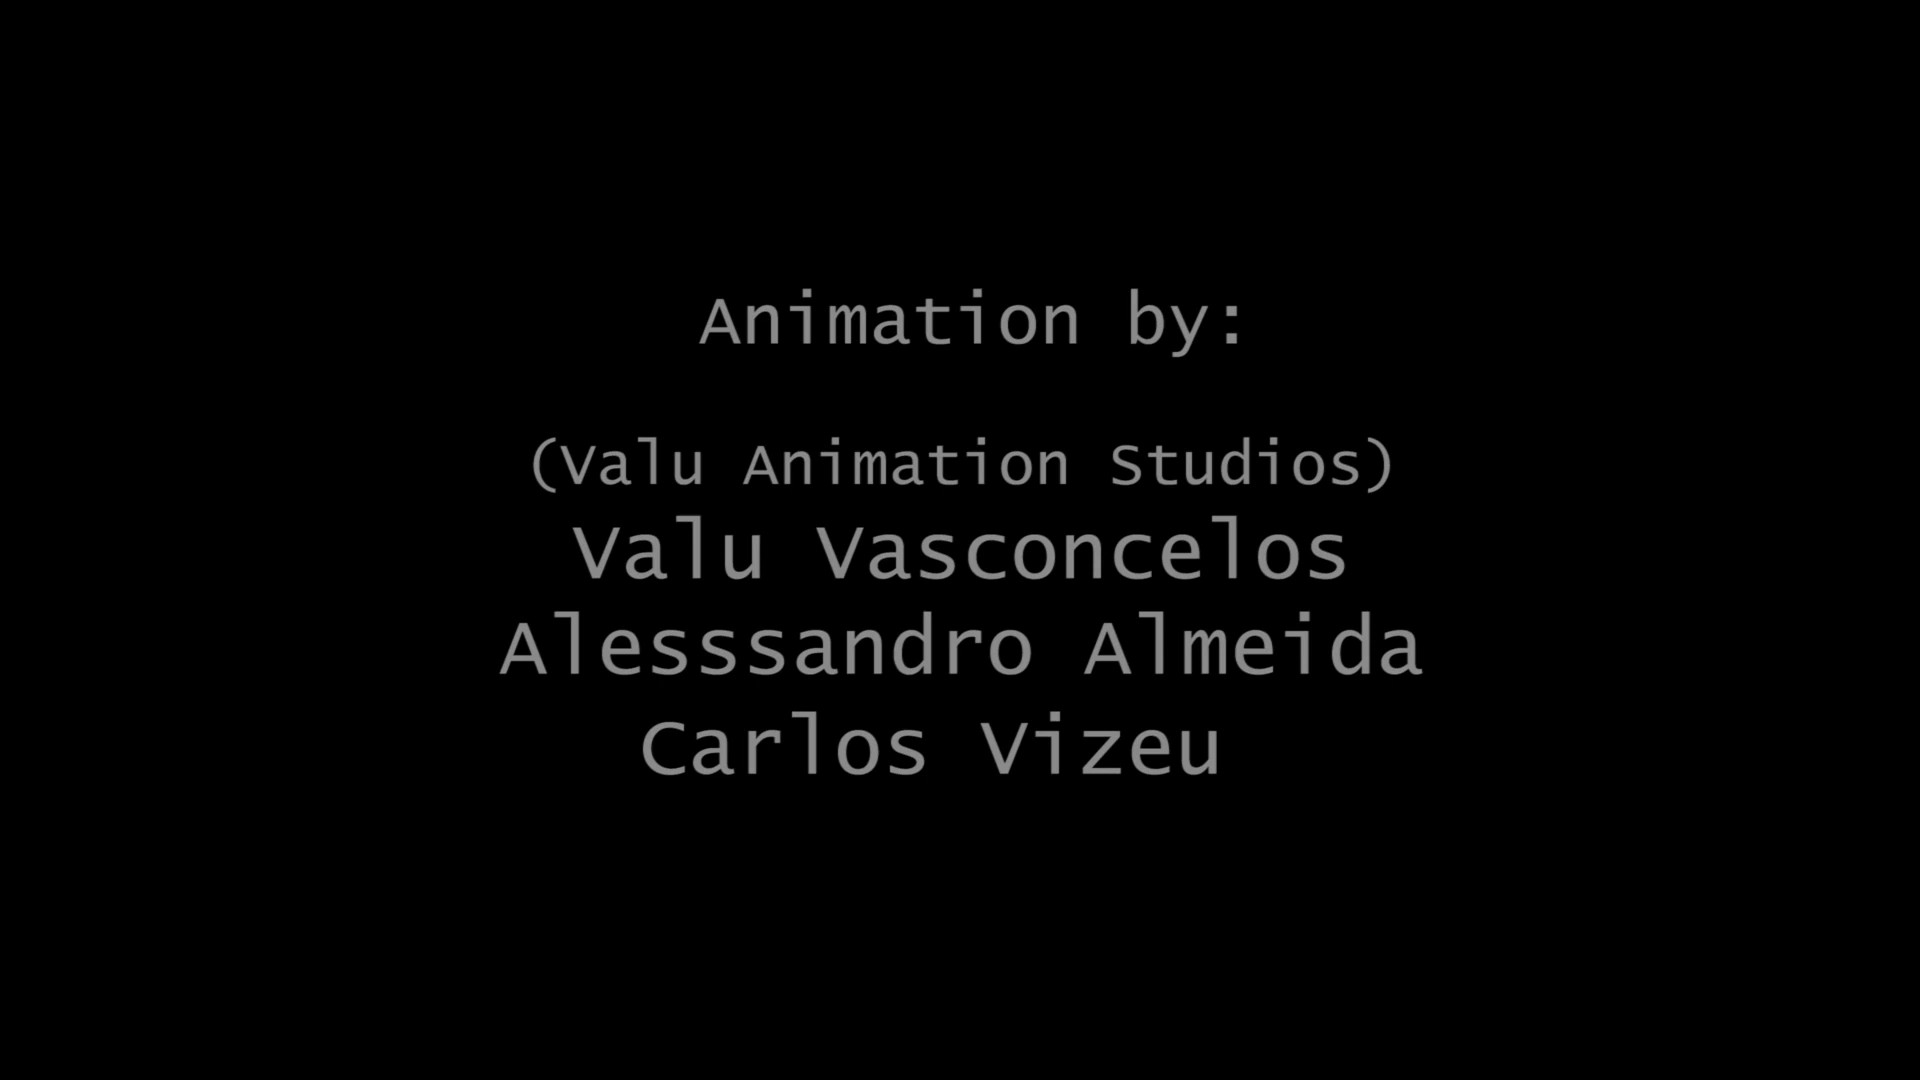 Animation by:
(Valu Animation Studios)
Valu Vasconcelos
Alesssandro Almeida
Carlos Vizeu